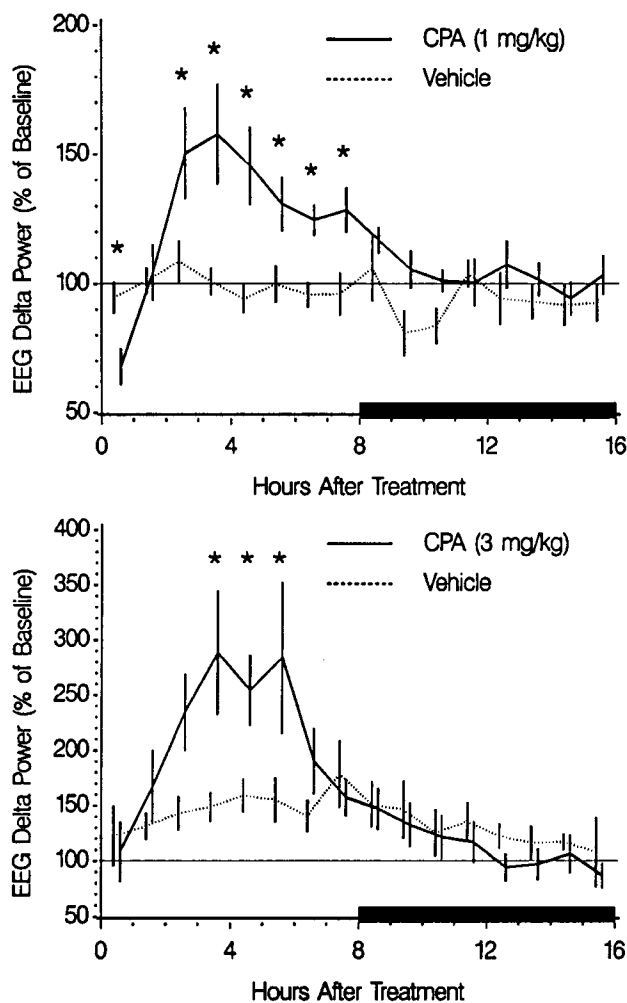 200
CPA (1 mg/kg)
Vehicle
* * * * * * *
150
100
50
EEG Delta Power (% of Baseline)
0 4 8 12 16
Hours After Treatment
400
CPA (3 mg/kg)
Vehicle
* * *
350
300
250
200
150
100
50
EEG Delta Power (% of Baseline)
0 4 8 12 16
Hours After Treatment